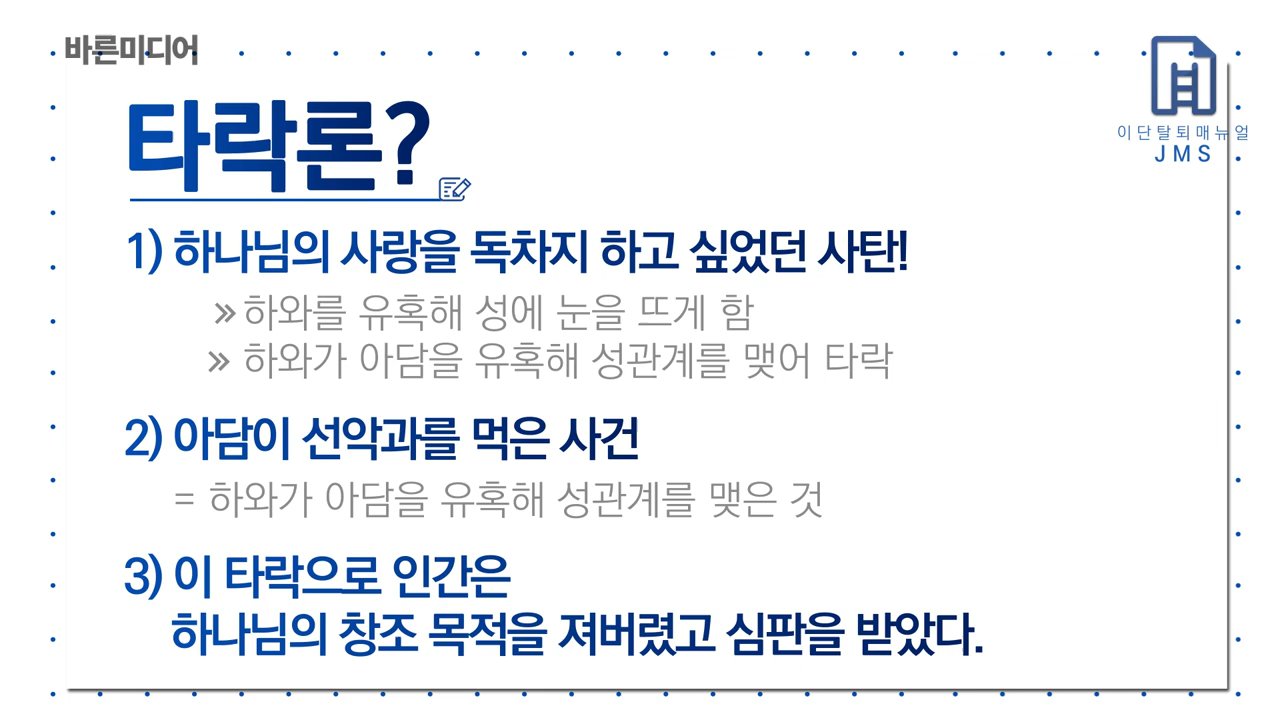 바른미디어
이단탈퇴매뉴얼
JMS
타락론?
1) 하나님의 사랑을 독차지 하고 싶었던 사탄!
» 하와를 유혹해 성에 눈을 뜨게 함
» 하와가 아담을 유혹해 성관계를 맺어 타락
2) 아담이 선악과를 먹은 사건
= 하와가 아담을 유혹해 성관계를 맺은 것
3) 이 타락으로 인간은
하나님의 창조 목적을 져버렸고 심판을 받았다.